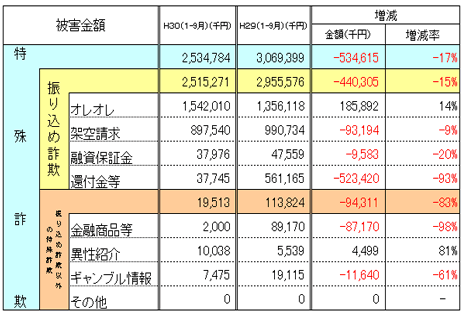 被害金額 H30(1-9月)(千円) H29(1-9月)(千円) 増減
金額(千円) 増減率
特殊詐欺 2,534,784 3,069,399 -534,615 -17%
振り込め詐欺 2,515,271 2,955,576 -440,305 -15%
オレオレ 1,542,010 1,356,118 185,892 14%
架空請求 897,540 990,734 -93,194 -9%
融資保証金 37,976 47,559 -9,583 -20%
還付金等 37,745 561,165 -523,420 -93%
振り込め詐欺以外の特殊詐欺 19,513 113,824 -94,311 -83%
金融商品等 2,000 89,170 -87,170 -98%
異性紹介 10,038 5,539 4,499 81%
ギャンブル情報 7,475 19,115 -11,640 -61%
その他 0 0 0 -